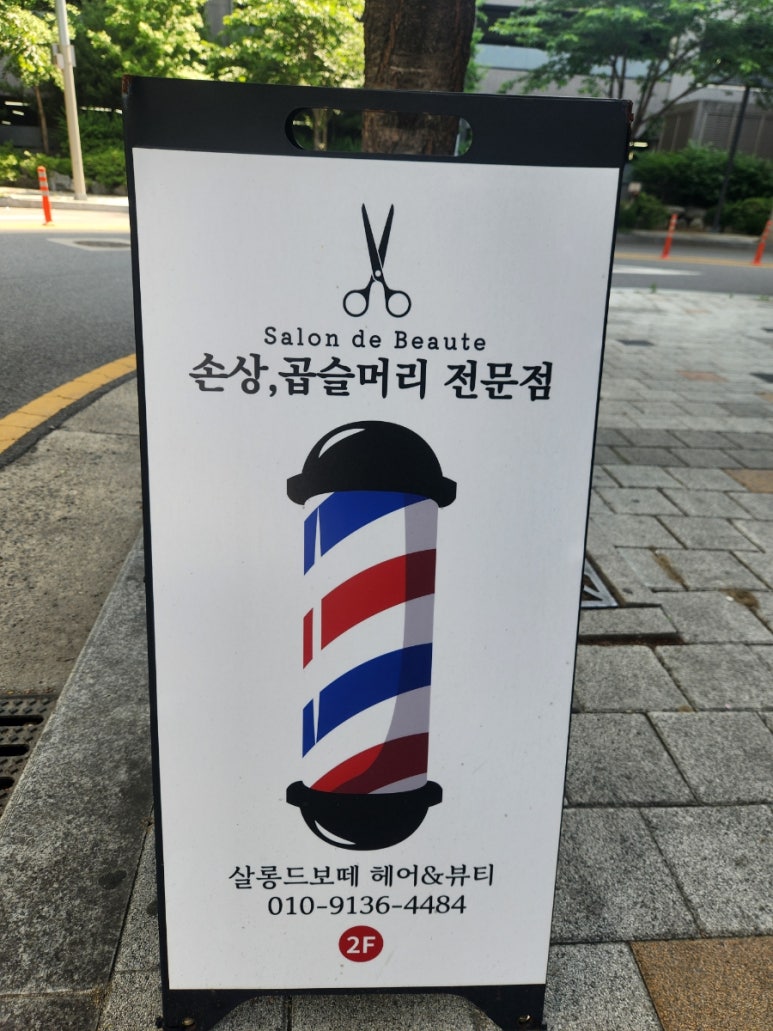 Salon de Beaute
손상,곱슬머리 전문점
살롱드보떼 헤어&뷰티
010-9136-4484
2F